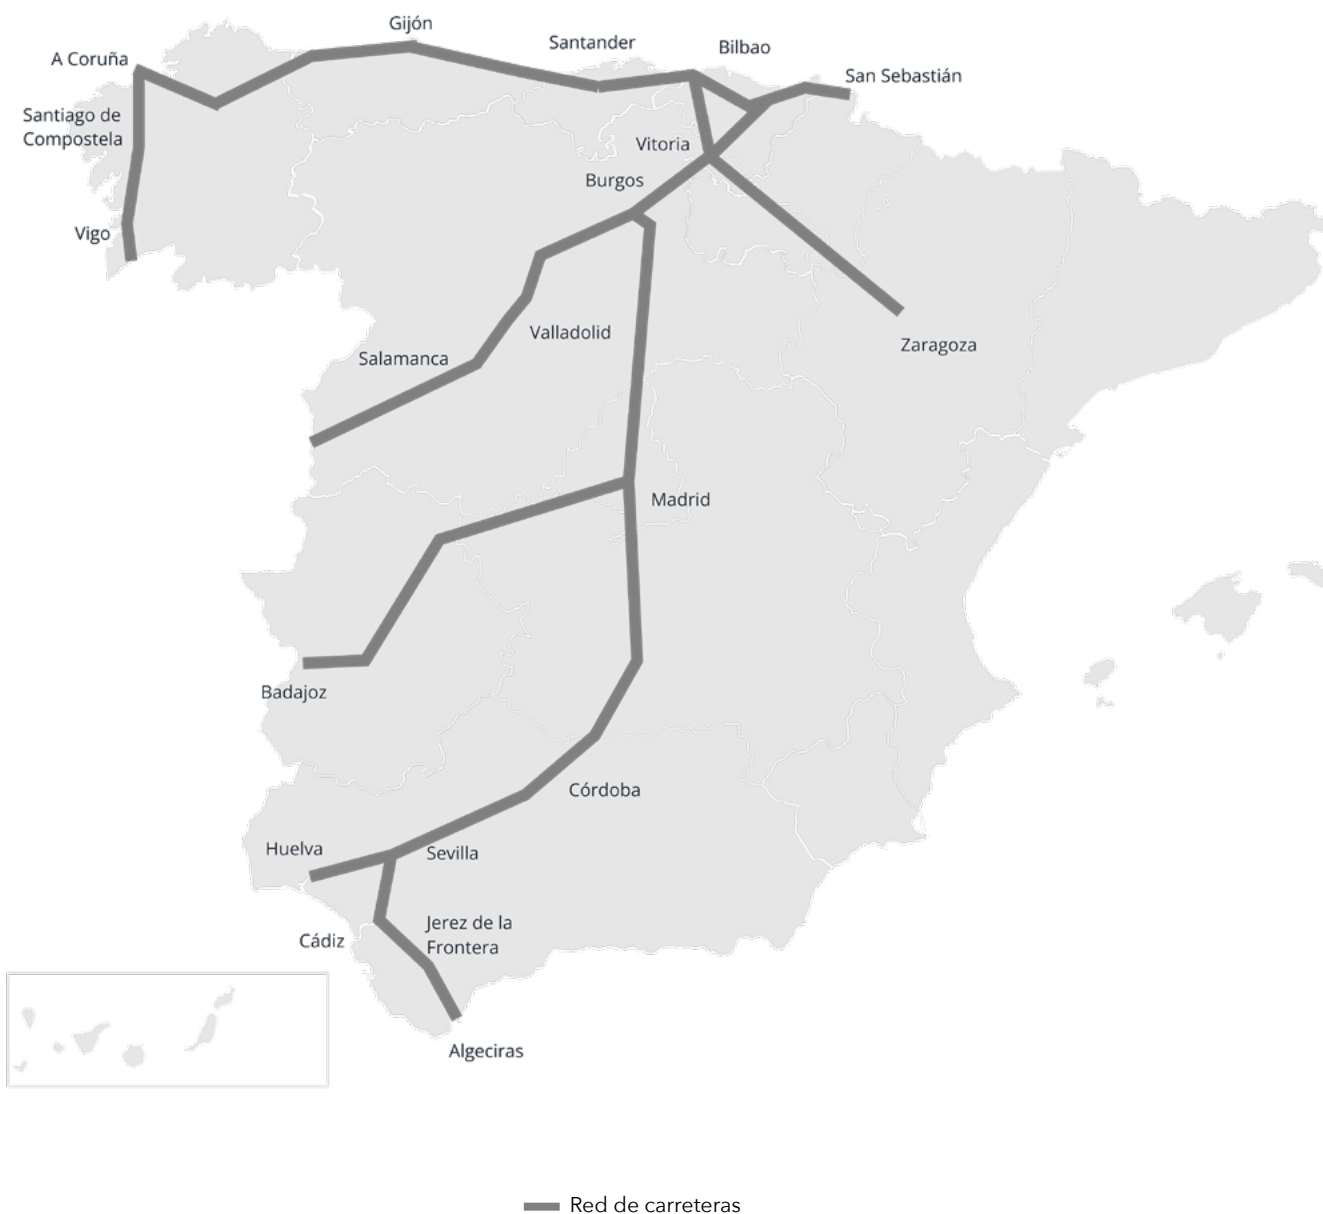 Gijón
Santander
Bilbao
A Coruña
San Sebastián
Santiago de
Compostela
Vitoria
Burgos
Vigo
Valladolid
Zaragoza
Salamanca
Madrid
Badajoz
Córdoba
Huelva
Sevilla
Jerez de la
Frontera
Cádiz
Algeciras
Red de carreteras